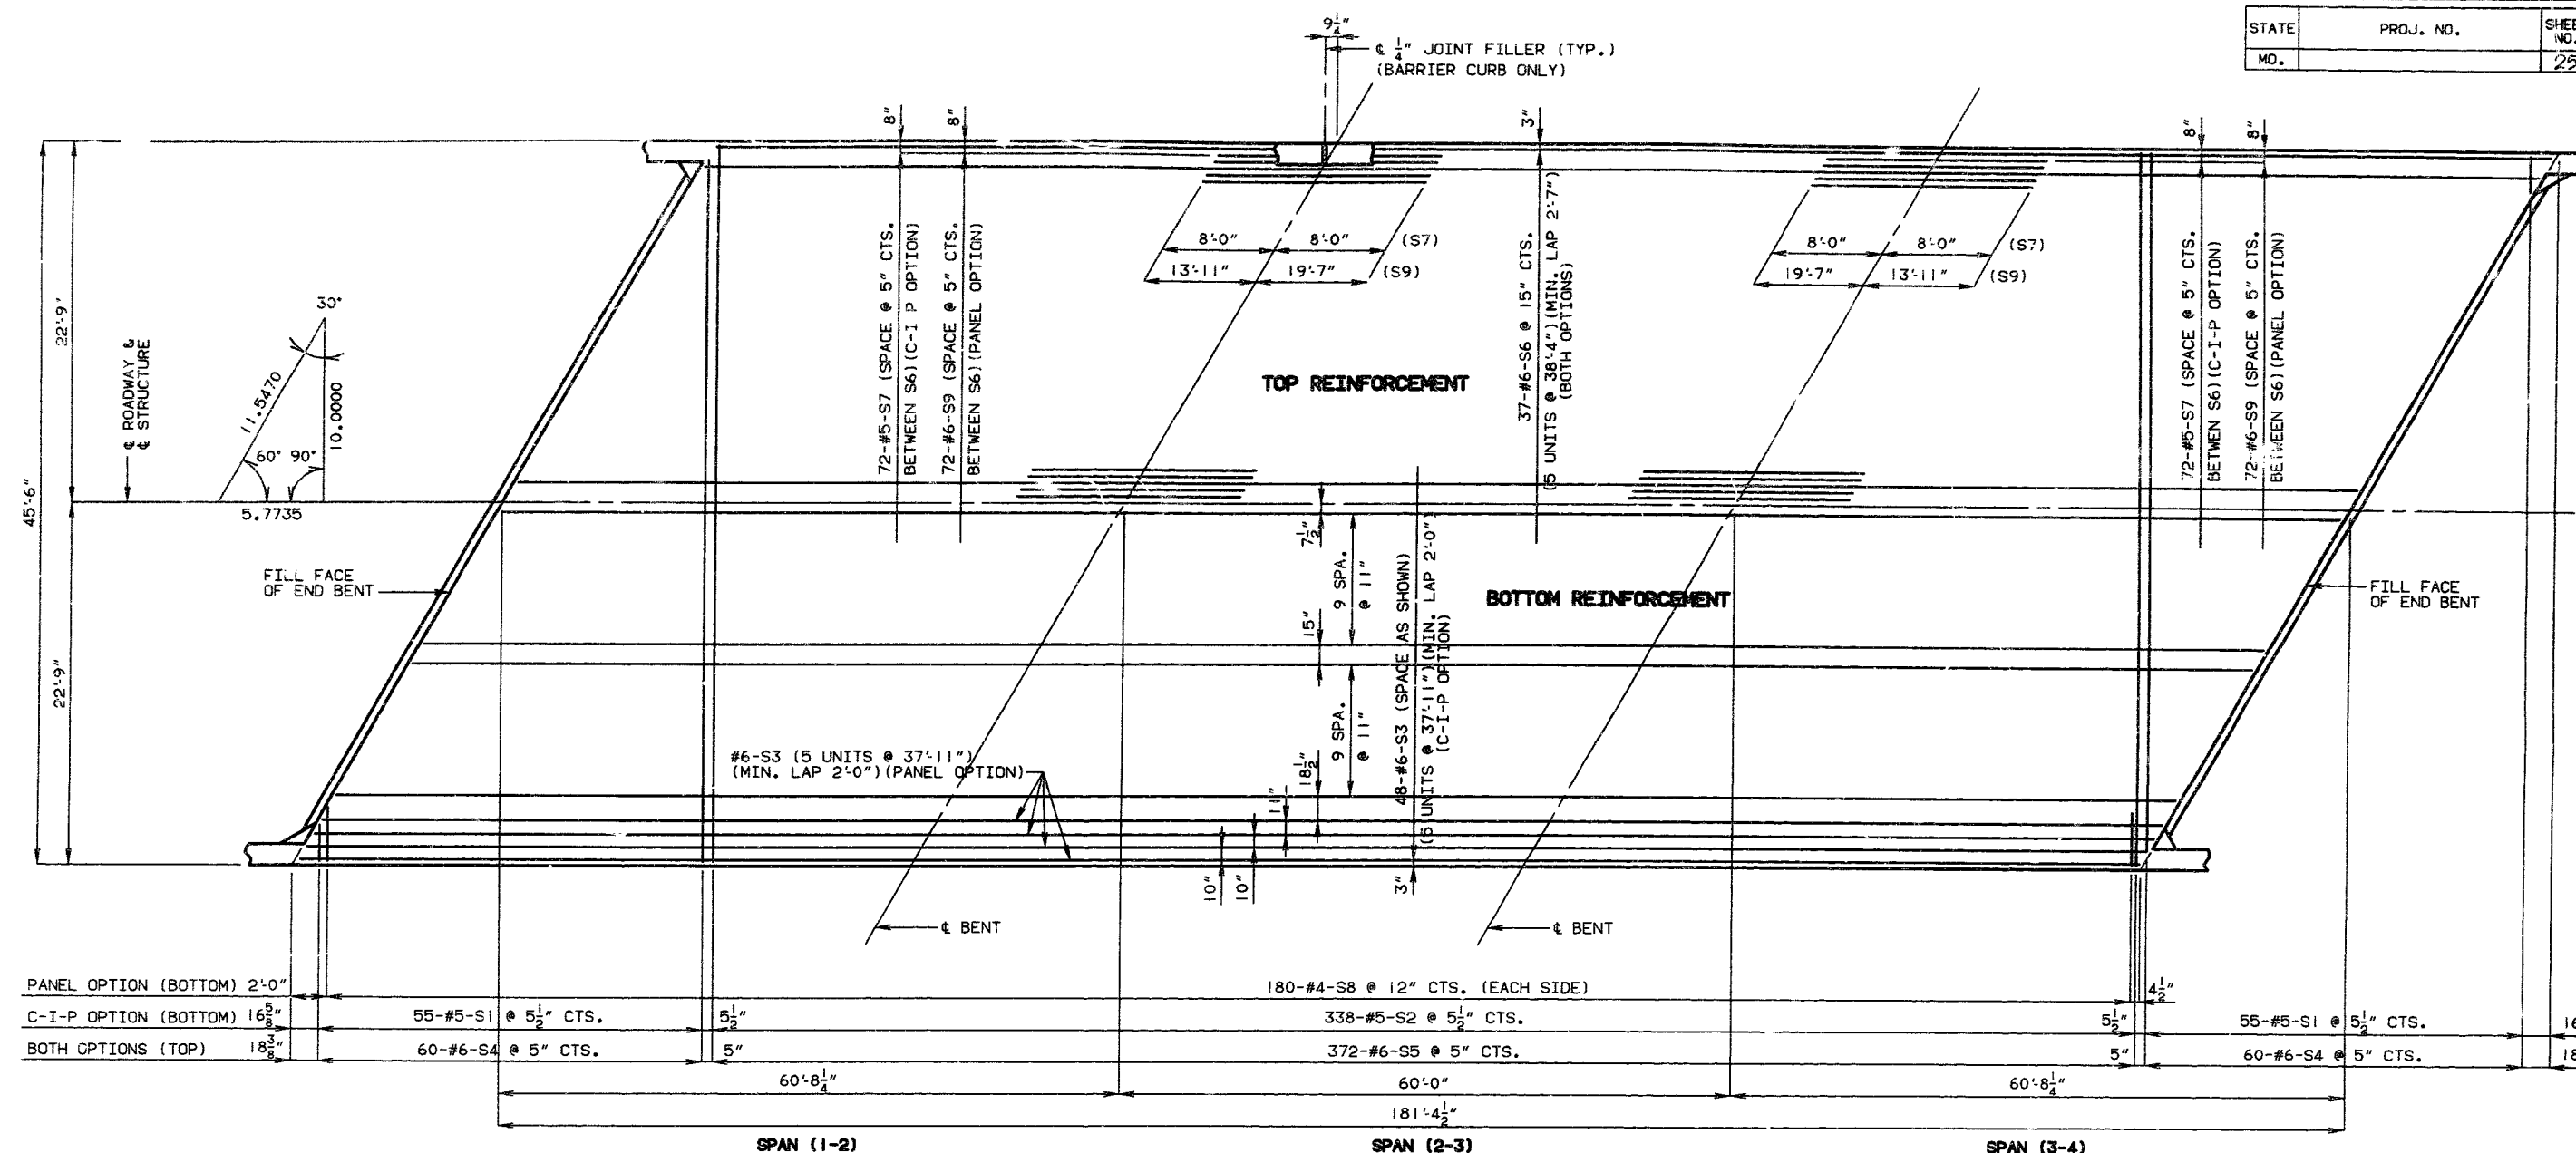 STATE PROJ. NO. SHEE NO.
MO. 25
9¼"
℄ ¼" JOINT FILLER (TYP.)
(BARRIER CURB ONLY)
8" 8" 3" 8" 8"
72-#5-S7 (SPACE @ 5" CTS.
BETWEEN S6)(C-I P OPTION)
72-#6-S9 (SPACE @ 5" CTS.
BETWEEN S6)(PANEL OPTION)
8'-0" 8'-0" (S7)
13'-11" 19'-7" (S9)
37-#6-S6 @ 15" CTS.
(5 UNITS @ 38'-4")(MIN. LAP 2'-7")
(BOTH OPTIONS)
8'-0" 8'-0" (S7)
19'-7" 13'-11" (S9)
72-#5-S7 (SPACE @ 5" CTS.
BETWEN S6)(C-I-P OPTION)
72-#6-S9 (SPACE @ 5" CTS.
BETWEEN S6)(PANEL OPTION)
45'-6"
22'-9"
22'-9"
℄ ROADWAY &
℄ STRUCTURE
30°
11.5470
10.0000
60° 90°
5.7735
TOP REINFORCEMENT
FILL FACE
OF END BENT
7½"
9 SPA.
@ 11"
15"
9 SPA.
@ 11"
18½"
11"
10"
10"
3"
48-#6-S3 (SPACE AS SHOWN)
(5 UNITS @ 37'-11")(MIN. LAP 2'-0")
(C-I-P OPTION)
BOTTOM REINFORCEMENT
FILL FACE
OF END BENT
#6-S3 (5 UNITS @ 37'-11")
(MIN. LAP 2'-0")(PANEL OPTION)
℄ BENT
℄ BENT
PANEL OPTION (BOTTOM) 2'-0" 180-#4-S8 @ 12" CTS. (EACH SIDE) 4½"
C-I-P OPTION (BOTTOM) 16⅝" 55-#5-S1 @ 5½" CTS. 5½" 338-#5-S2 @ 5½" CTS. 5½" 55-#5-S1 @ 5½" CTS. 16
BOTH OPTIONS (TOP) 18⅜" 60-#6-S4 @ 5" CTS. 5" 372-#6-S5 @ 5" CTS. 5" 60-#6-S4 @ 5" CTS. 18
60'-8¼" 60'-0" 60'-8¼"
181'-4½"
SPAN (1-2) SPAN (2-3) SPAN (3-4)